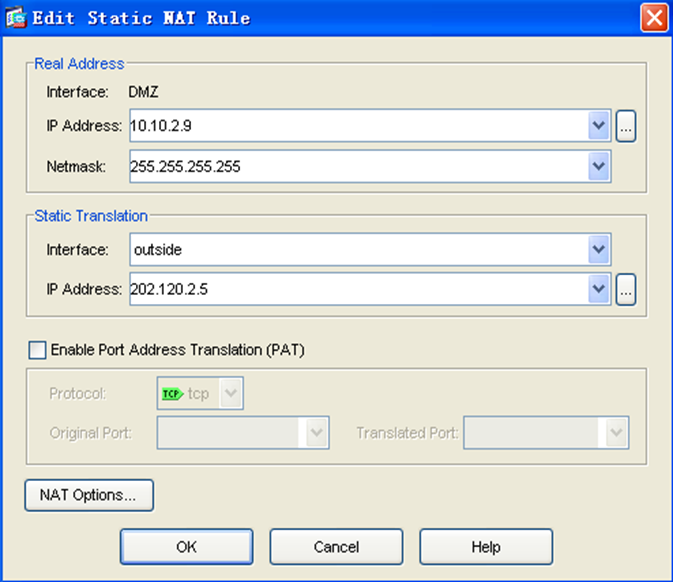 Edit Static NAT Rule
Real Address
Interface: DMZ
IP Address: 10.10.2.9 ...
Netmask: 255.255.255.255
Static Translation
Interface: outside
IP Address: 202.120.2.5 ...
Enable Port Address Translation (PAT)
Protocol: TCP tcp
Original Port: Translated Port:
NAT Options...
OK Cancel Help